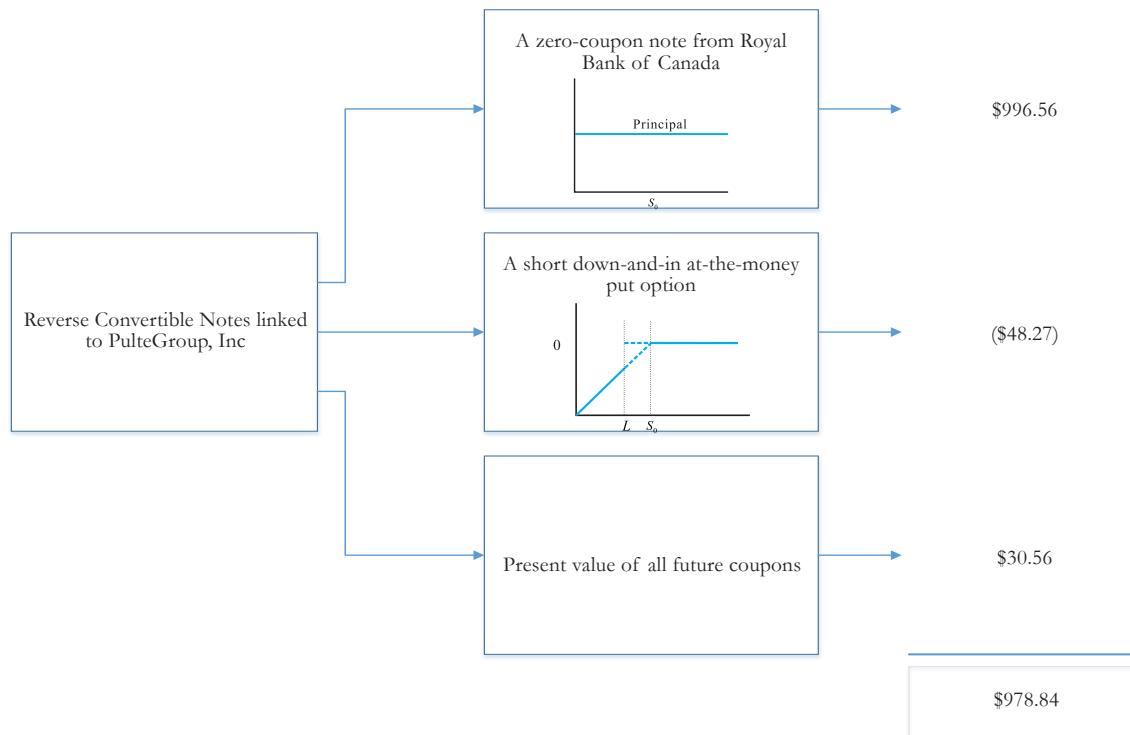 A zero-coupon note from Royal
Bank of Canada
Principal
S₀
$996.56
Reverse Convertible Notes linked
to PulteGroup, Inc
A short down-and-in at-the-money
put option
0
L S₀
($48.27)
Present value of all future coupons
$30.56
$978.84